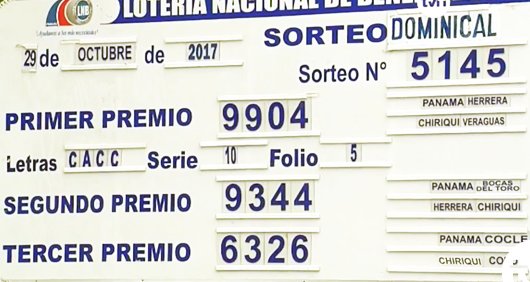 LOTERIA NACIONAL DE
29 de OCTUBRE de 2017
SORTEO DOMINICAL
Sorteo Nº 5145
PRIMER PREMIO 9904
PANAMA HERRERA
CHIRIQUI VERAGUAS
Letras CACC Serie 10 Folio 5
SEGUNDO PREMIO 9344
PANAMA BOCAS DEL TORO
HERRERA CHIRIQUI
TERCER PREMIO 6326
PANAMA COCLE
CHIRIQUI